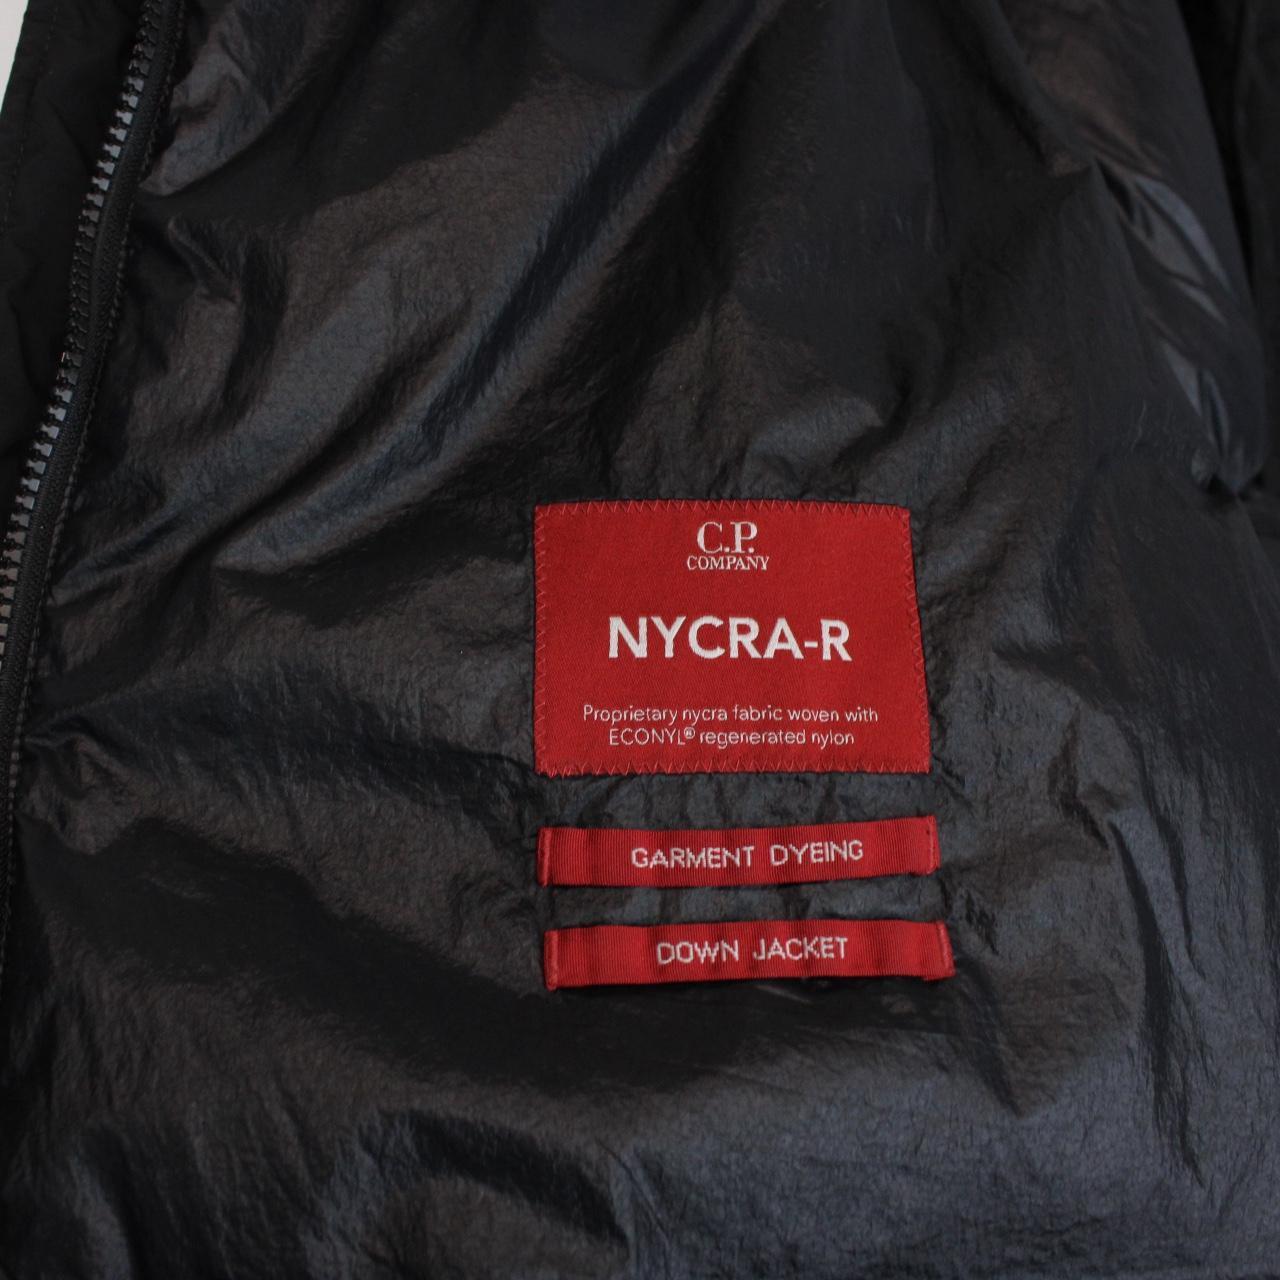 C.P.
COMPANY
NYCRA-R
Proprietary nycra fabric woven with
ECONYL® regenerated nylon
GARMENT DYEING
DOWN JACKET